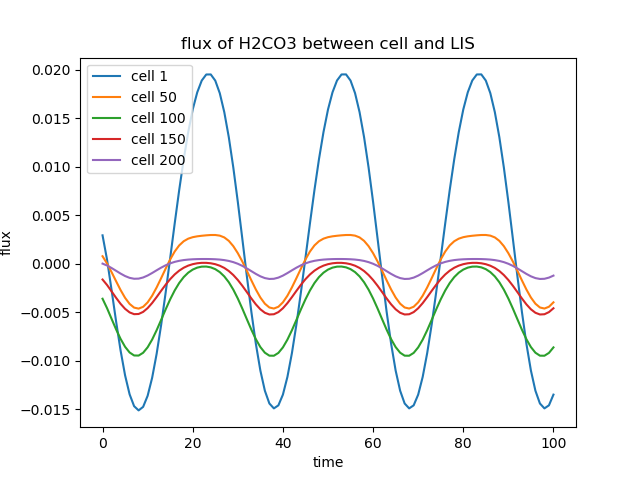 flux of H2CO3 between cell and LIS
cell 1
cell 50
cell 100
cell 150
cell 200
0.020
0.015
0.010
0.005
0.000
−0.005
−0.010
−0.015
flux
0
20
40
60
80
100
time